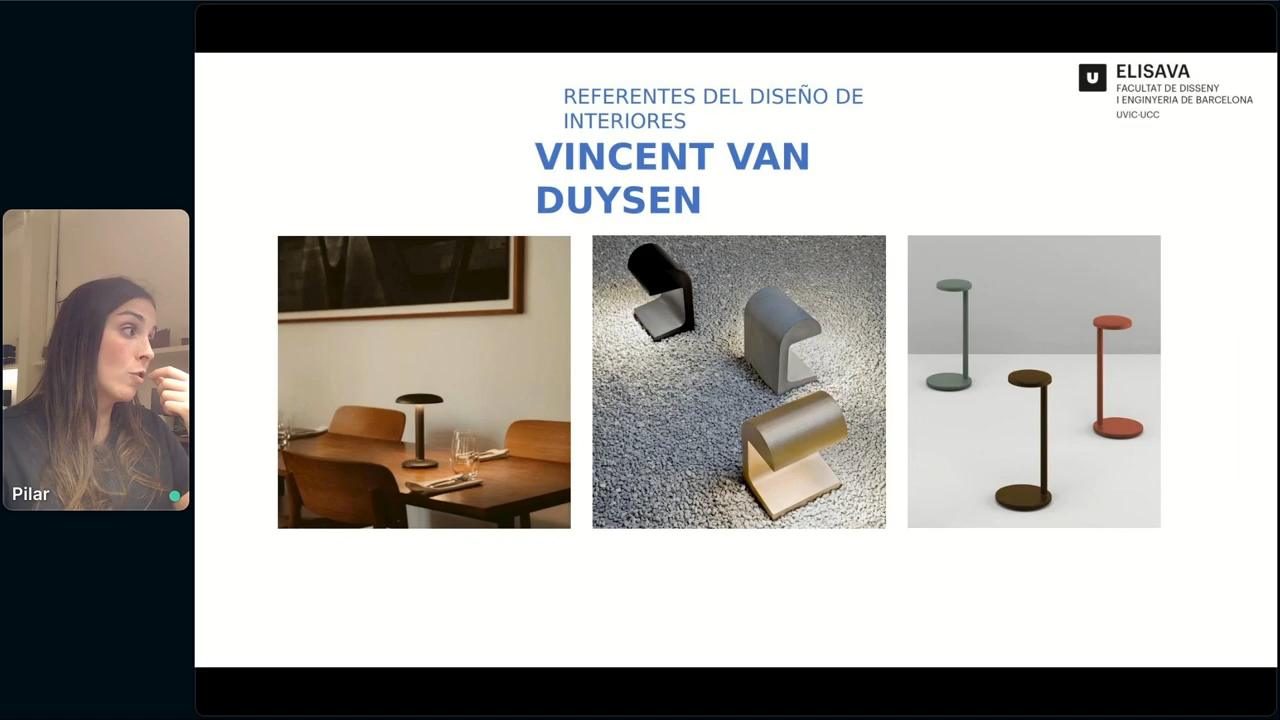 ELISAVA
FACULTAT DE DISSENY
I ENGINYERIA DE BARCELONA
UVIC·UCC
REFERENTES DEL DISEÑO DE
INTERIORES
VINCENT VAN
DUYSEN
Pilar